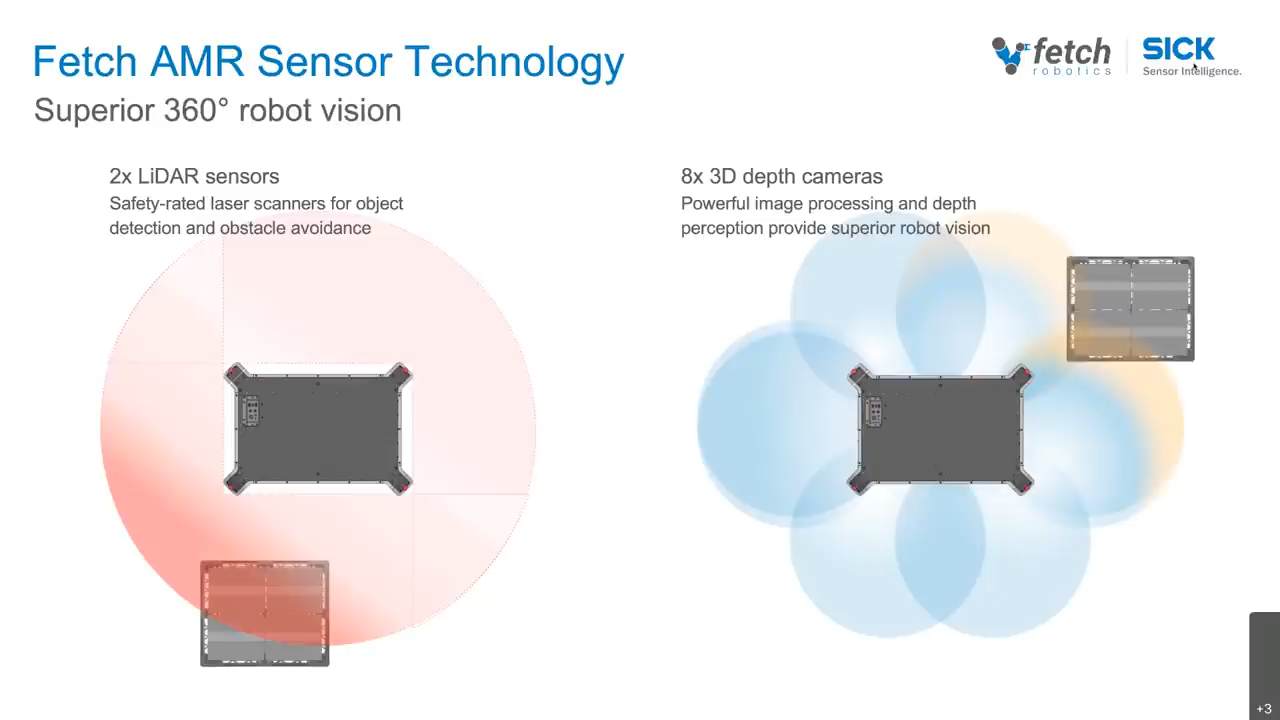 Fetch AMR Sensor Technology
Superior 360° robot vision
fetch
robotics
SICK
Sensor Intelligence.
2x LiDAR sensors
Safety-rated laser scanners for object
detection and obstacle avoidance
8x 3D depth cameras
Powerful image processing and depth
perception provide superior robot vision
+3